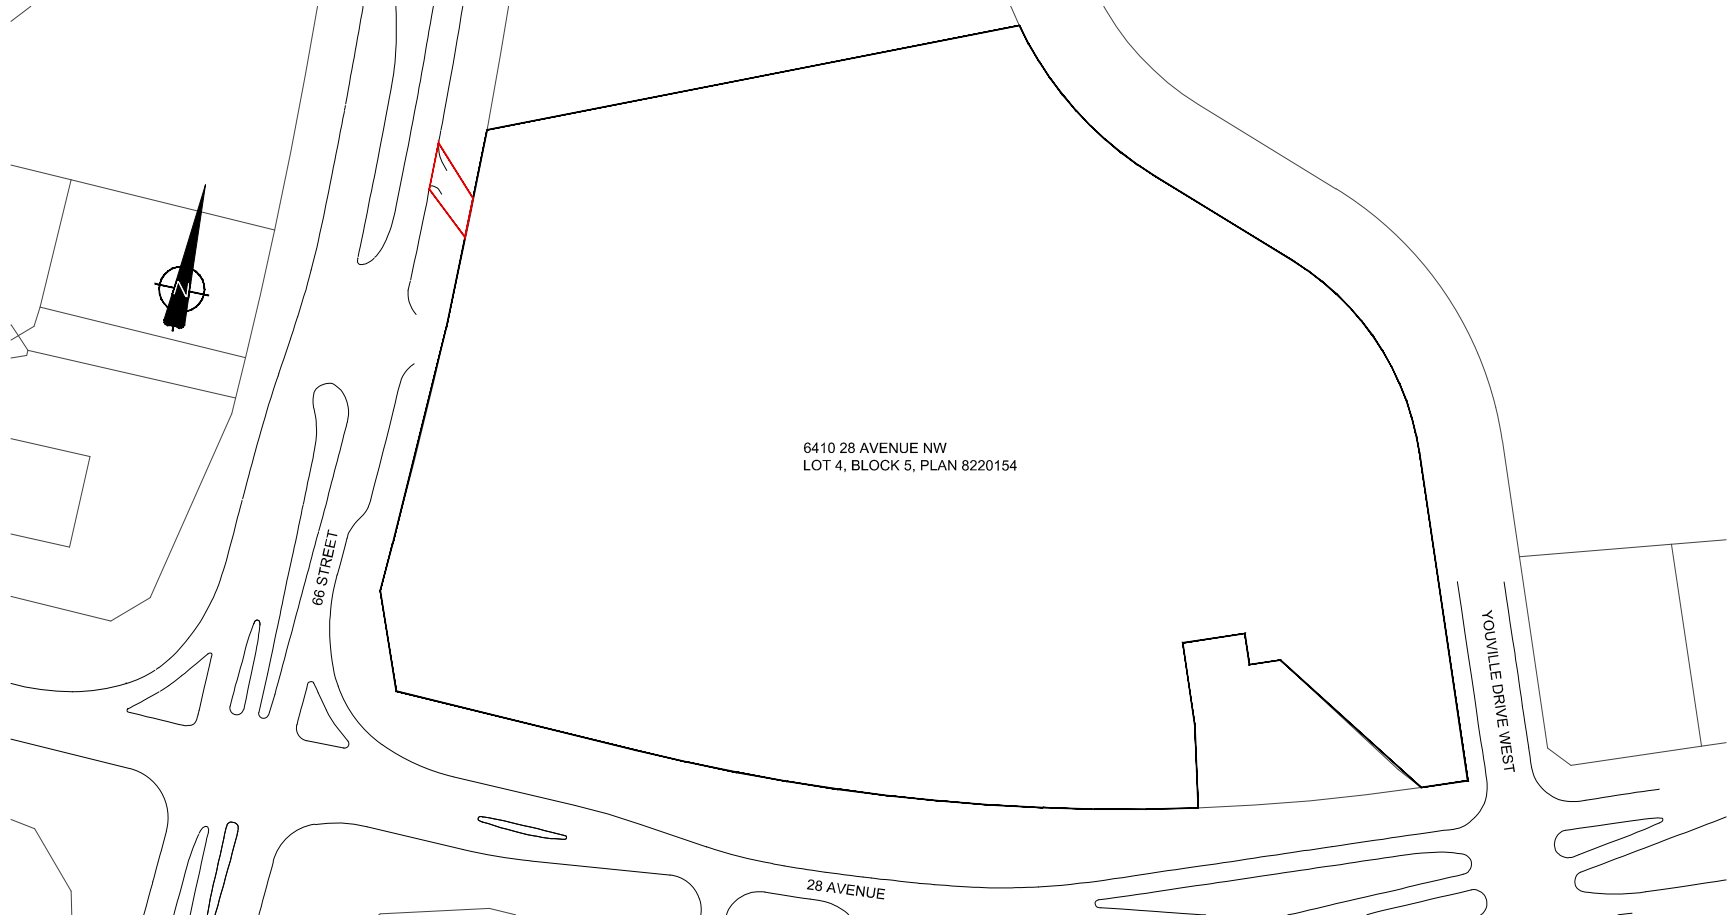 N
6410 28 AVENUE NW
LOT 4, BLOCK 5, PLAN 8220154
66 STREET
YOUVILLE DRIVE WEST
28 AVENUE